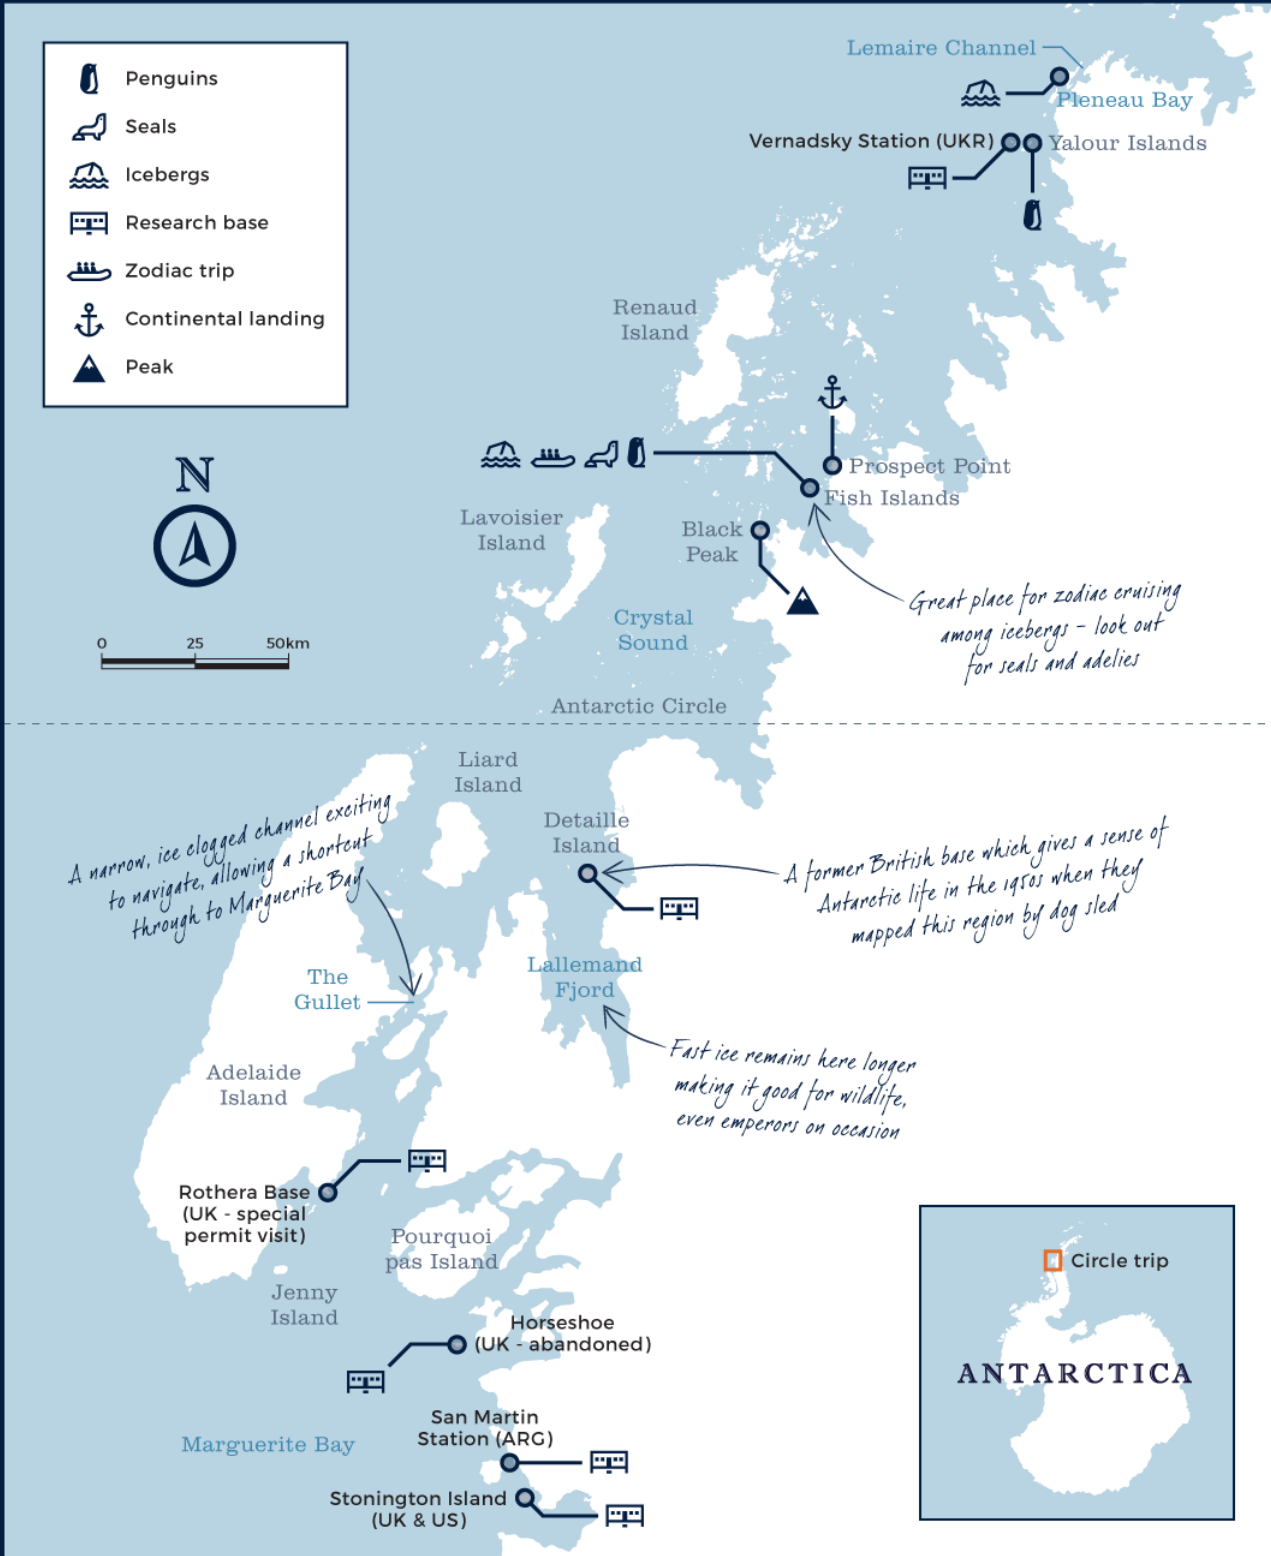 Penguins
Seals
Icebergs
Research base
Zodiac trip
Continental landing
Peak
N
0 25 50km
Lemaire Channel
Pleneau Bay
Vernadsky Station (UKR)
Yalour Islands
Renaud
Island
Prospect Point
Fish Islands
Lavoisier
Island
Black
Peak
Great place for zodiac cruising
among icebergs – look out
for seals and adelies
Crystal
Sound
Antarctic Circle
Liard
Island
Detaille
Island
A narrow, ice clogged channel exciting
to navigate, allowing a shortcut
through to Marguerite Bay
A former British base which gives a sense of
Antarctic life in the 1950s when they
mapped this region by dog sled
The
Gullet
Lallemand
Fjord
Fast ice remains here longer
making it good for wildlife,
even emperors on occasion
Adelaide
Island
Rothera Base
(UK - special
permit visit)
Pourquoi
pas Island
Jenny
Island
Horseshoe
(UK - abandoned)
San Martin
Station (ARG)
Marguerite Bay
Stonington Island
(UK & US)
Circle trip
ANTARCTICA